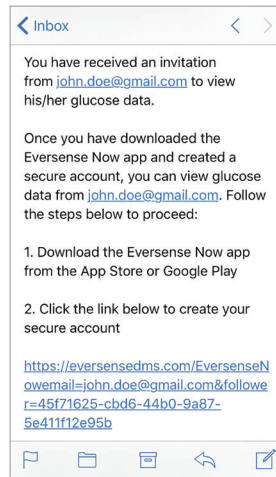 Inbox
You have received an invitation
from john.doe@gmail.com to view
his/her glucose data.
Once you have downloaded the
Eversense Now app and created a
secure account, you can view glucose
data from john.doe@gmail.com. Follow
the steps below to proceed:
1. Download the Eversense Now app
from the App Store or Google Play
2. Click the link below to create your
secure account
https://eversensedms.com/EversenseN
owemail=john.doe@gmail.com&followe
r=45f71625-cbd6-44b0-9a87-
5e411f12e95b